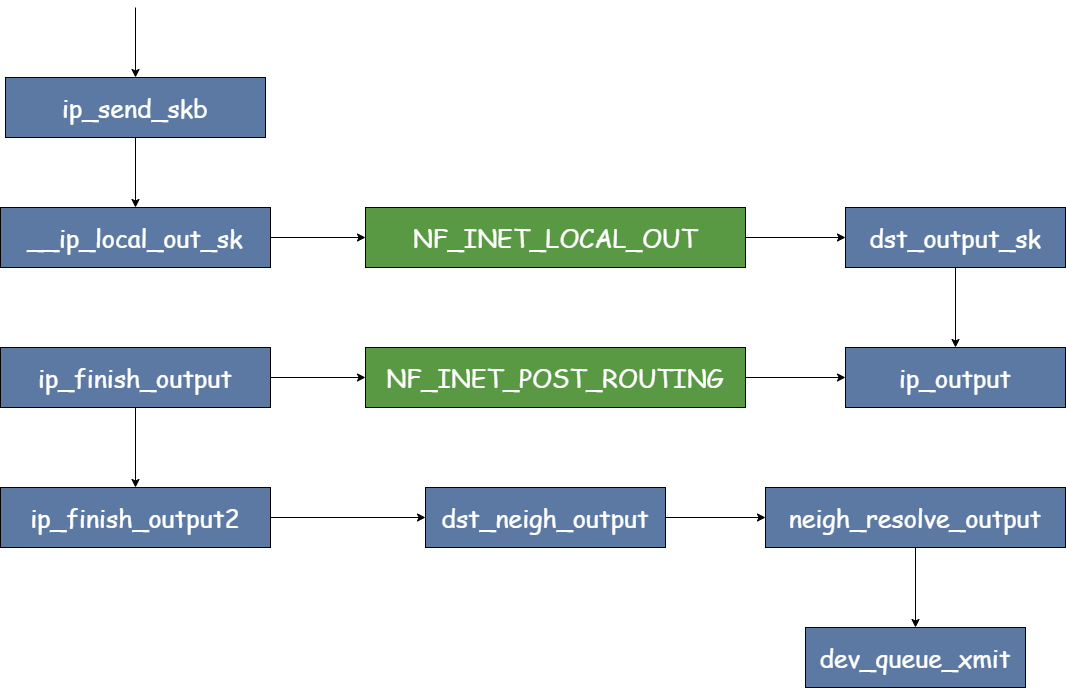 ip_send_skb
__ip_local_out_sk
NF_INET_LOCAL_OUT
dst_output_sk
ip_finish_output
NF_INET_POST_ROUTING
ip_output
ip_finish_output2
dst_neigh_output
neigh_resolve_output
dev_queue_xmit